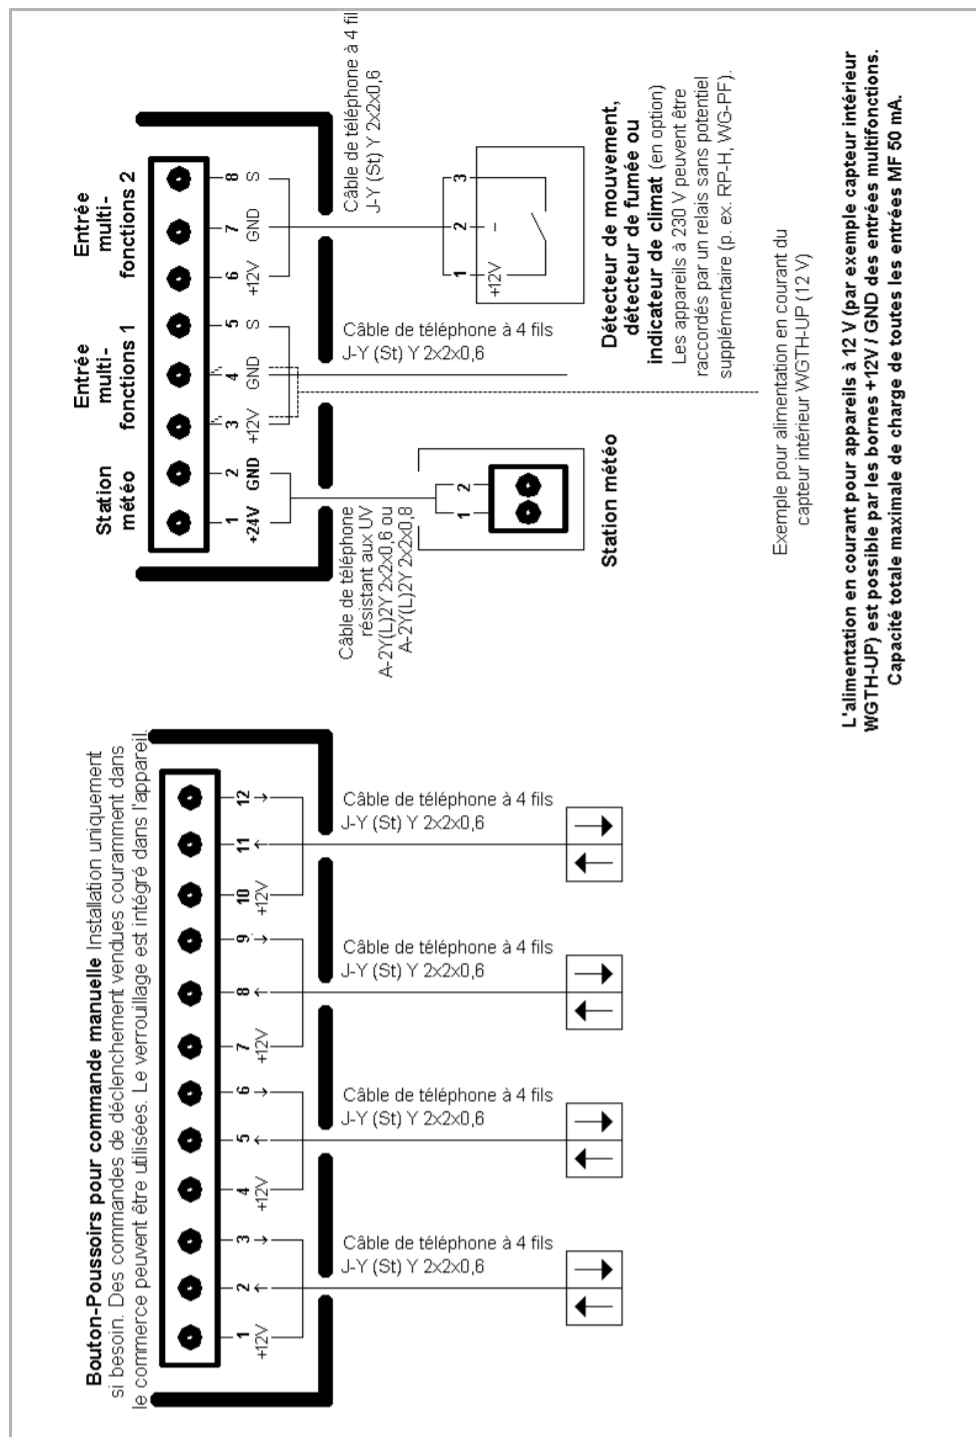 Bouton-Poussoirs pour commande manuelle Installation uniquement
si besoin. Des commandes de déclenchement vendues couramment dans
le commerce peuvent être utilisées. Le verrouillage est intégré dans l'appareil.
1 2 3 4 5 6 7 8 9 10 11 12
+12V ← → +12V ← → +12V ← → +12V ← →
Câble de téléphone à 4 fils
J-Y (St) Y 2x2x0,6
Câble de téléphone à 4 fils
J-Y (St) Y 2x2x0,6
Câble de téléphone à 4 fils
J-Y (St) Y 2x2x0,6
Câble de téléphone à 4 fils
J-Y (St) Y 2x2x0,6
Station
météo
Entrée
multi-
fonctions 1
Entrée
multi-
fonctions 2
1 2 3 4 5 6 7 8
+24V GND +12V GND S +12V GND S
Câble de téléphone
résistant aux UV
A-2Y(L)2Y 2x2x0,6 ou
A-2Y(L)2Y 2x2x0,8
Câble de téléphone à 4 fils
J-Y (St) Y 2x2x0,6
Câble de téléphone à 4 fil
J-Y (St) Y 2x2x0,6
1 2
Station météo
1 2 3
+12V –
Détecteur de mouvement,
détecteur de fumée ou
indicateur de climat (en option)
Les appareils à 230 V peuvent être
raccordés par un relais sans potentiel
supplémentaire (p. ex. RP-H, WG-PF).
Exemple pour alimentation en courant du
capteur intérieur WGTH-UP (12 V)
L'alimentation en courant pour appareils à 12 V (par exemple capteur intérieur
WGTH-UP) est possible par les bornes +12V / GND des entrées multifonctions.
Capacité totale maximale de charge de toutes les entrées MF 50 mA.